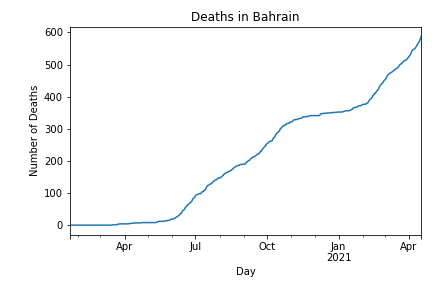 Deaths in Bahrain
600
500
400
300
200
100
0
Number of Deaths
Apr
Jul
Oct
Jan
2021
Apr
Day